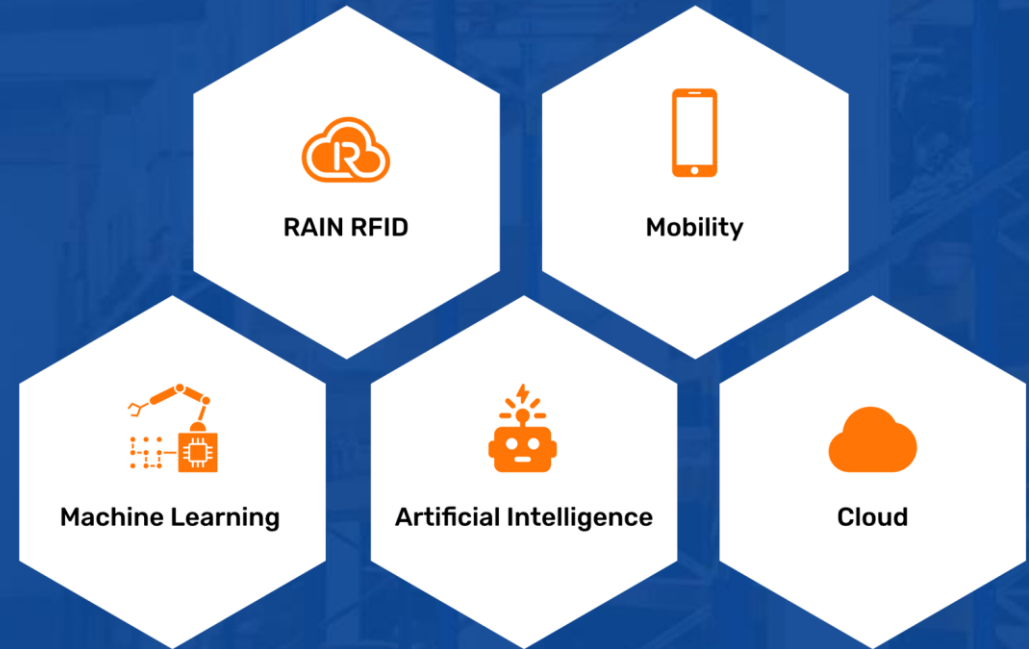 RAIN RFID
Mobility
Machine Learning
Artificial Intelligence
Cloud